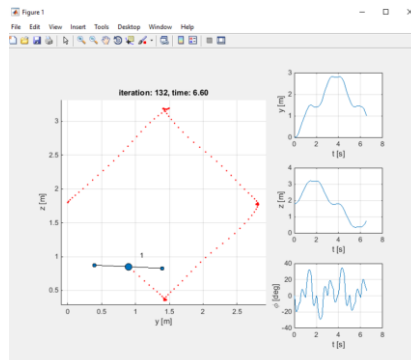 Figure 1
File Edit View Insert Tools Desktop Window Help
iteration: 132, time: 6.60
3
2.5
2
1.5
1
0.5
z [m]
1
0 0.5 1 1.5 2 2.5
y [m]
3
2
1
0
y [m]
0 2 4 6 8
t [s]
4
3
2
1
0
z [m]
0 2 4 6 8
t [s]
40
20
0
-20
-40
φ [deg]
0 2 4 6 8
t [s]